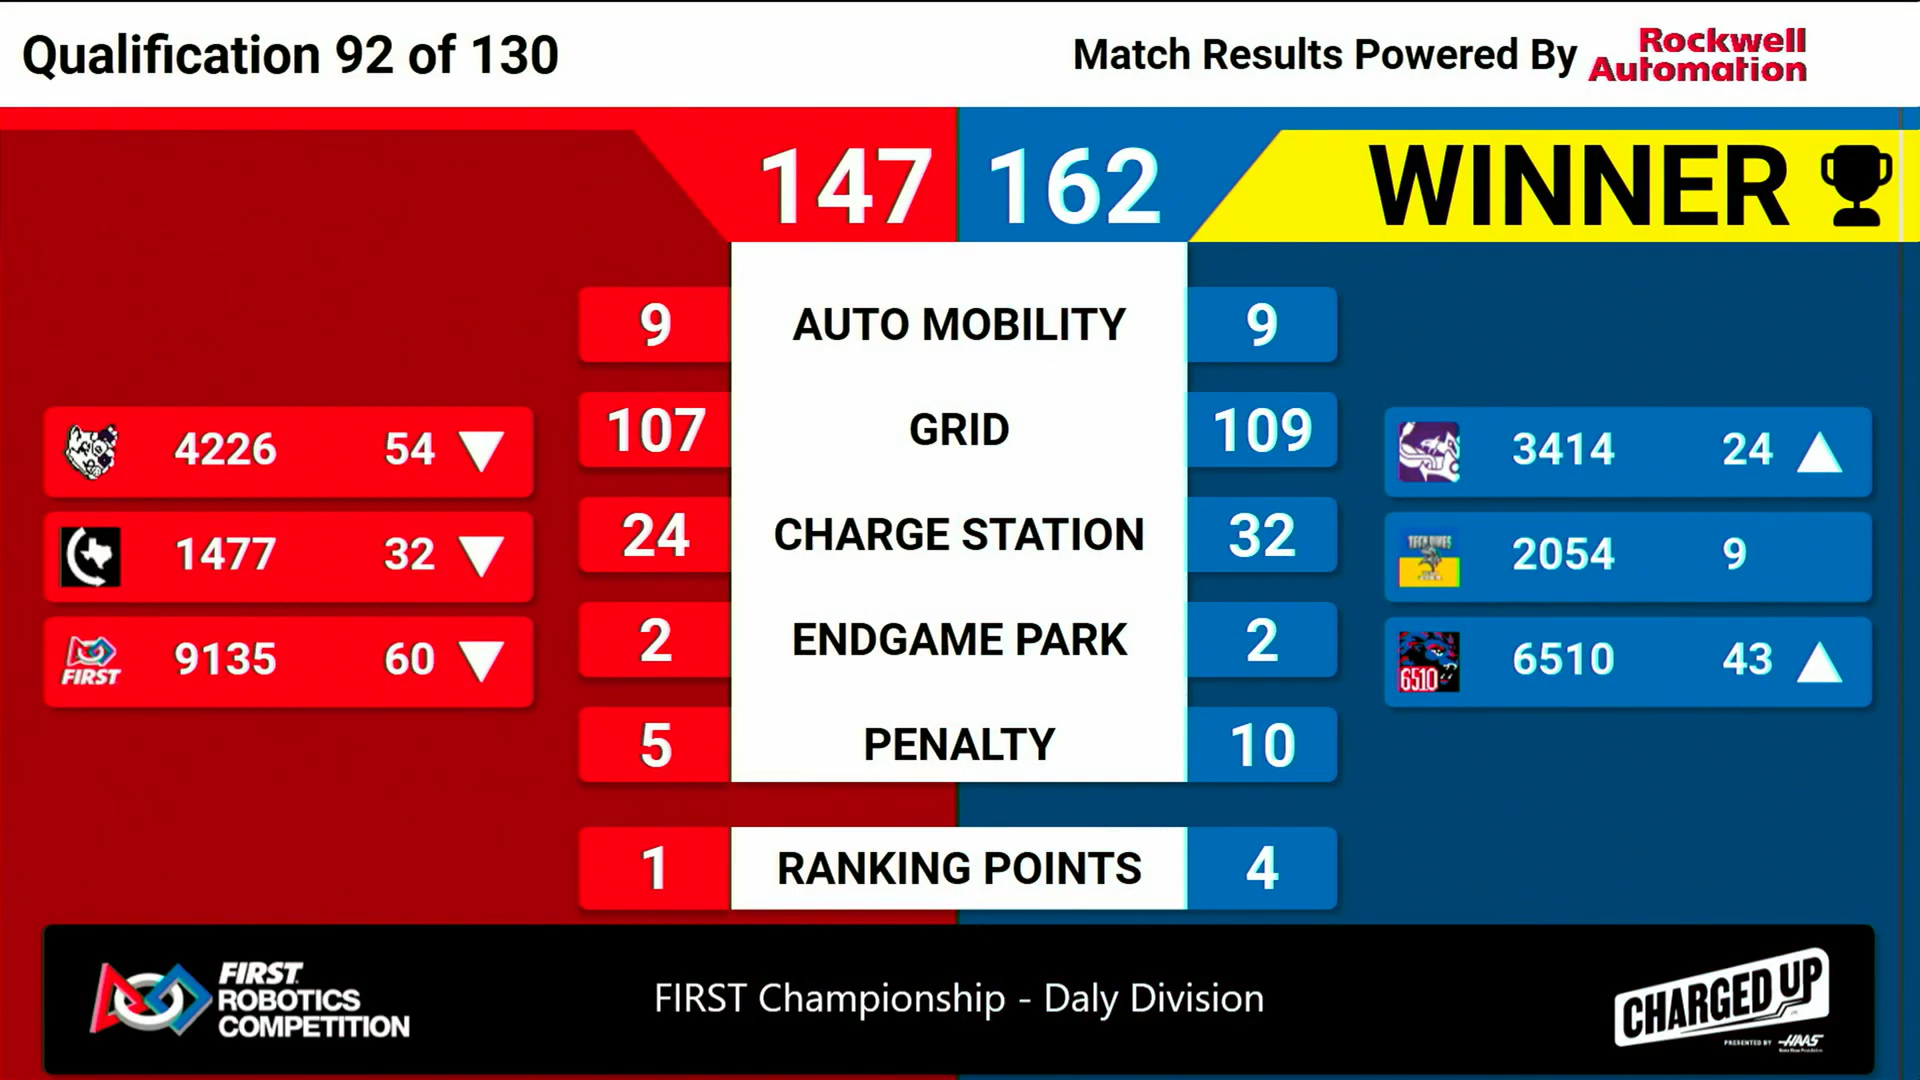 Qualification 92 of 130
Match Results Powered By
Rockwell
Automation
147 162 WINNER
9 AUTO MOBILITY 9
107 GRID 109
24 CHARGE STATION 32
2 ENDGAME PARK 2
5 PENALTY 10
1 RANKING POINTS 4
4226 54
1477 32
FIRST 9135 60
3414 24
2054 9
6510 6510 43
FIRST
ROBOTICS
COMPETITION
FIRST Championship - Daly Division
CHARGED UP
PRESENTED BY HAAS